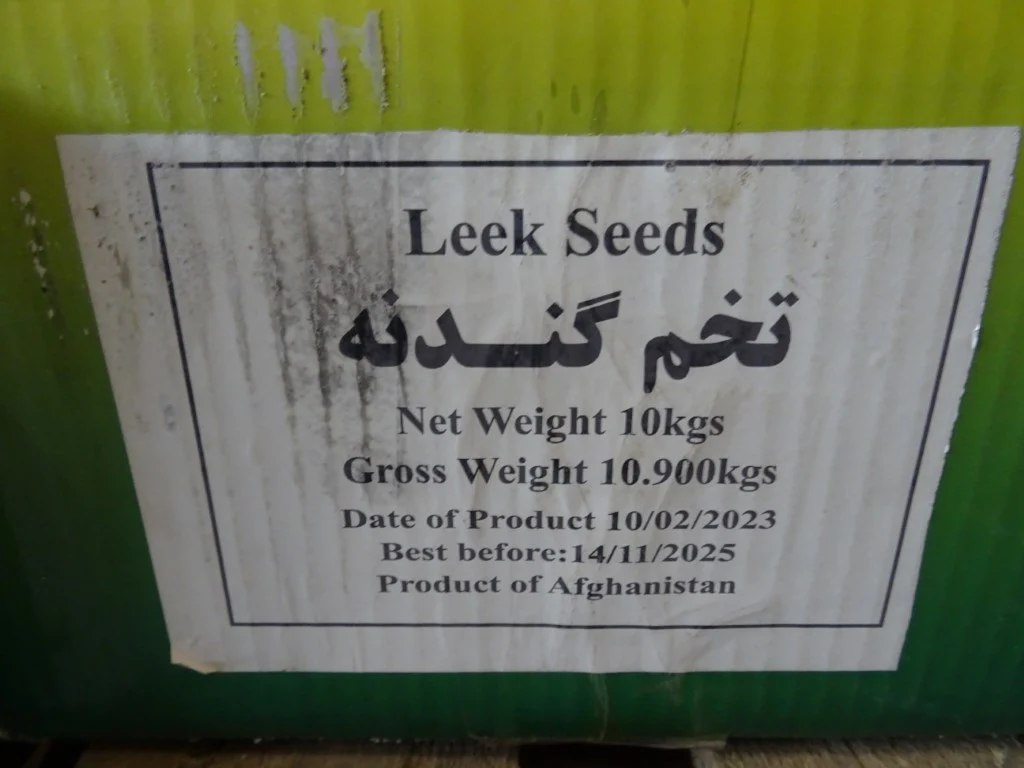 Leek Seeds
تخم گندنه
Net Weight 10kgs
Gross Weight 10.900kgs
Date of Product 10/02/2023
Best before:14/11/2025
Product of Afghanistan